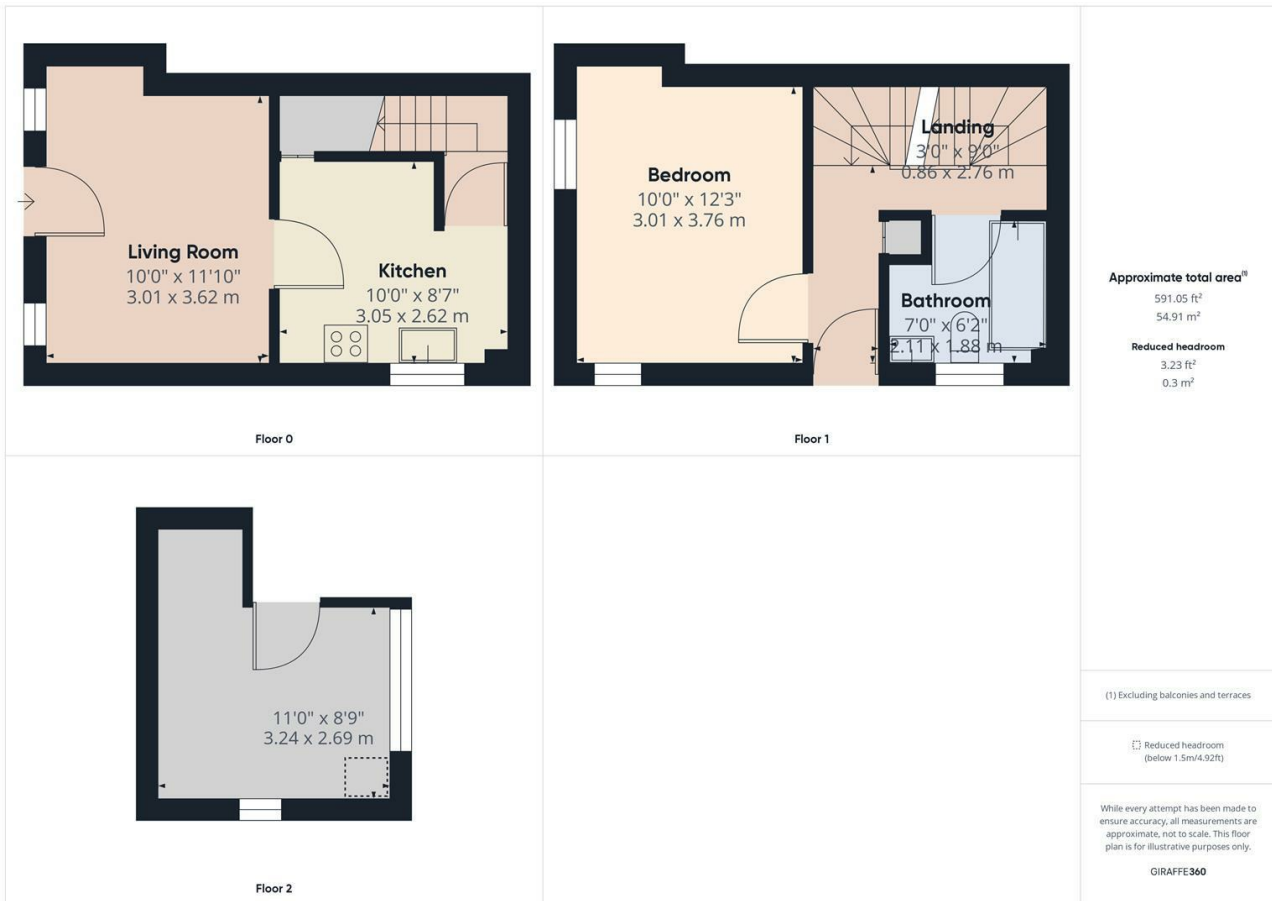 Living Room
10'0" x 11'10"
3.01 x 3.62 m
Kitchen
10'0" x 8'7"
3.05 x 2.62 m
Floor 0
Bedroom
10'0" x 12'3"
3.01 x 3.76 m
Landing
3'0" x 9'0"
0.86 x 2.76 m
Bathroom
7'0" x 6'2"
2.11 x 1.88 m
Floor 1
11'0" x 8'9"
3.24 x 2.69 m
Floor 2
Approximate total area(1)
591.05 ft²
54.91 m²
Reduced headroom
3.23 ft²
0.3 m²
(1) Excluding balconies and terraces
Reduced headroom
(below 1.5m/4.92ft)
While every attempt has been made to
ensure accuracy, all measurements are
approximate, not to scale. This floor
plan is for illustrative purposes only.
GIRAFFE360